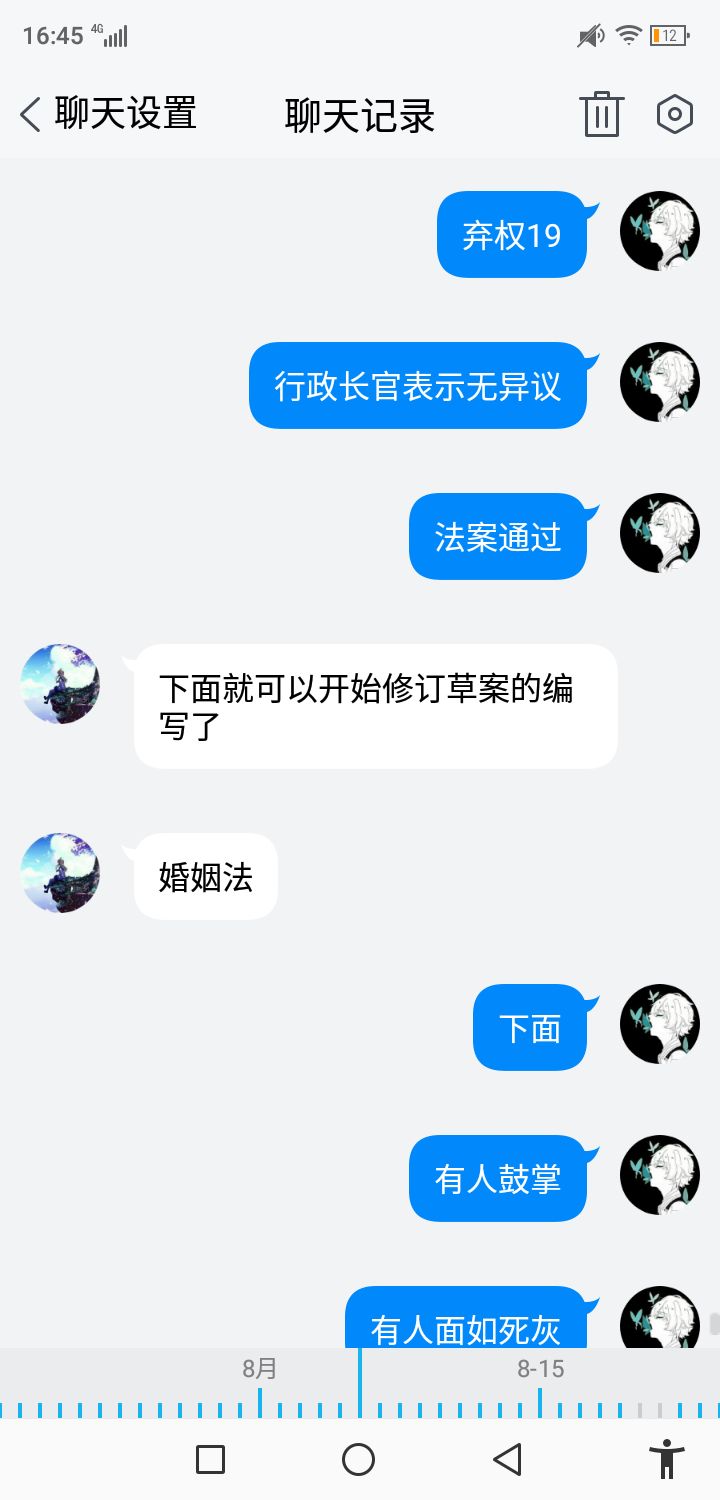 16:45 4G 12
聊天设置 聊天记录
弃权19
行政长官表示无异议
法案通过
下面就可以开始修订草案的编
写了
婚姻法
下面
有人鼓掌
有人面如死灰
8月 8-15